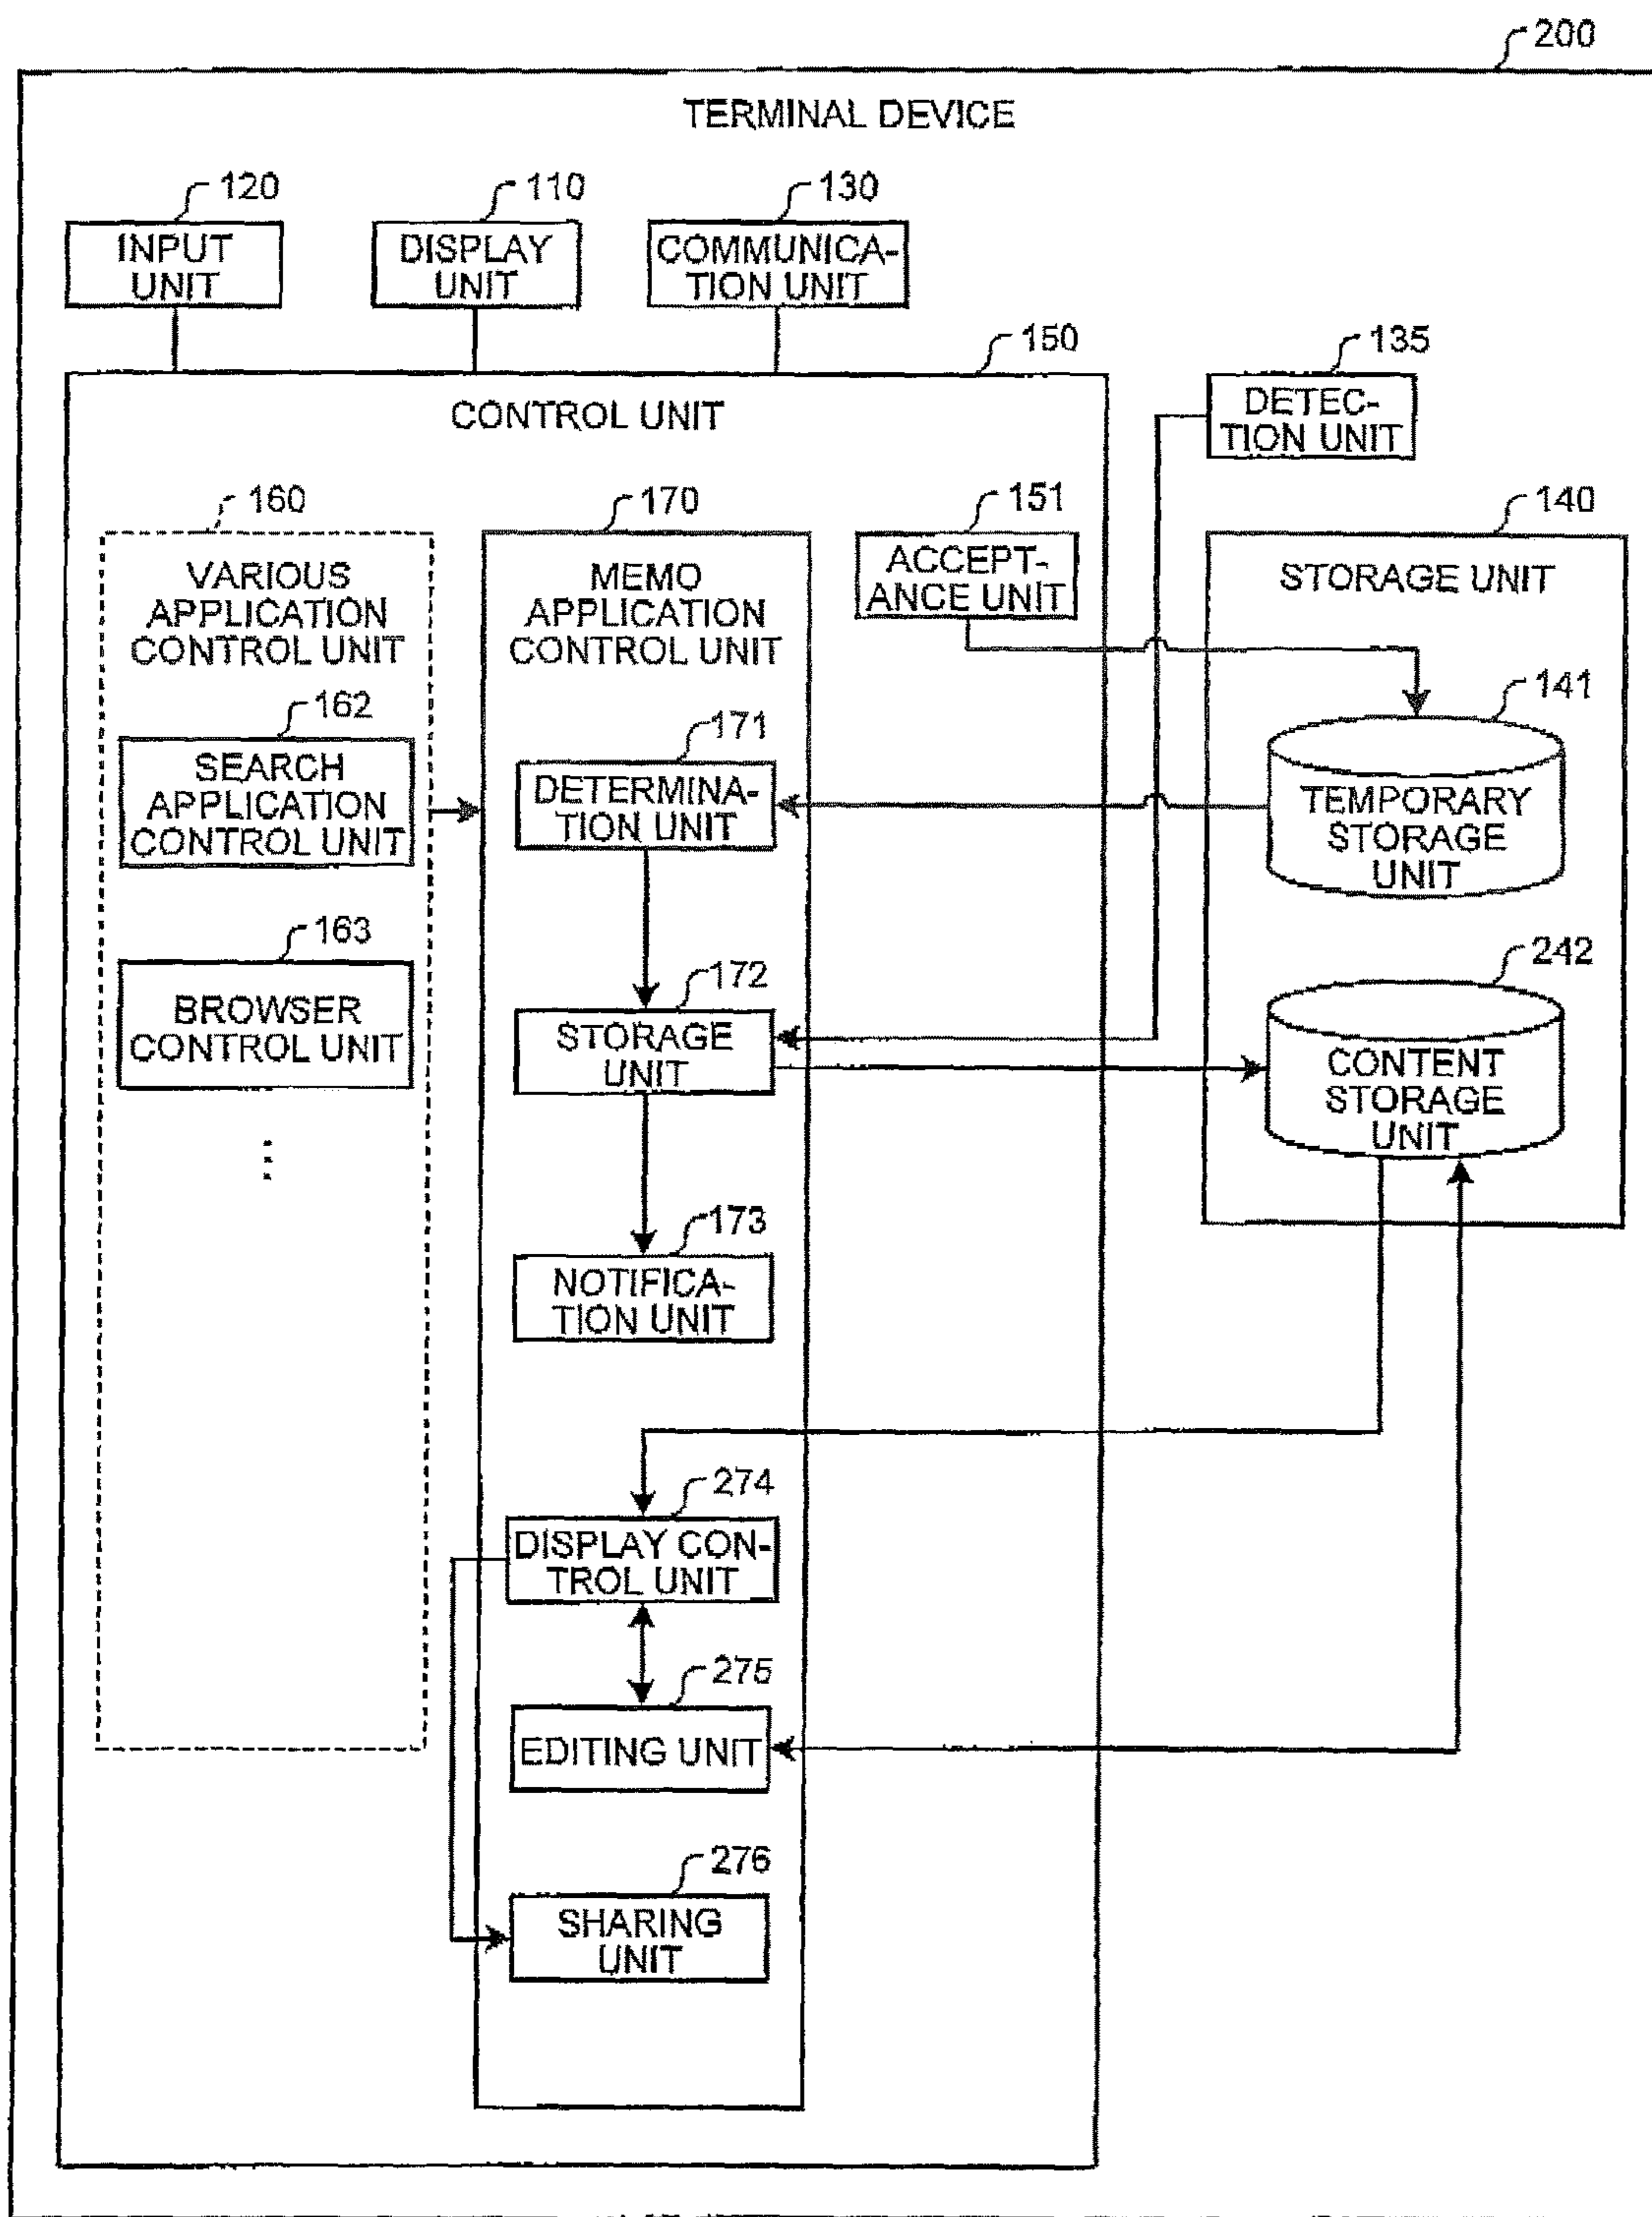 200
TERMINAL DEVICE
120
110
130
INPUT
UNIT
DISPLAY
UNIT
COMMUNICA-
TION UNIT
150
135
CONTROL UNIT
DETEC-
TION UNIT
160
170
151
140
VARIOUS
APPLICATION
CONTROL UNIT
MEMO
APPLICATION
CONTROL UNIT
ACCEPT-
ANCE UNIT
STORAGE UNIT
162
171
141
SEARCH
APPLICATION
CONTROL UNIT
DETERMINA-
TION UNIT
TEMPORARY
STORAGE
UNIT
163
172
242
BROWSER
CONTROL UNIT
STORAGE
UNIT
CONTENT
STORAGE
UNIT
173
NOTIFICA-
TION UNIT
274
DISPLAY CON-
TROL UNIT
275
EDITING UNIT
276
SHARING
UNIT